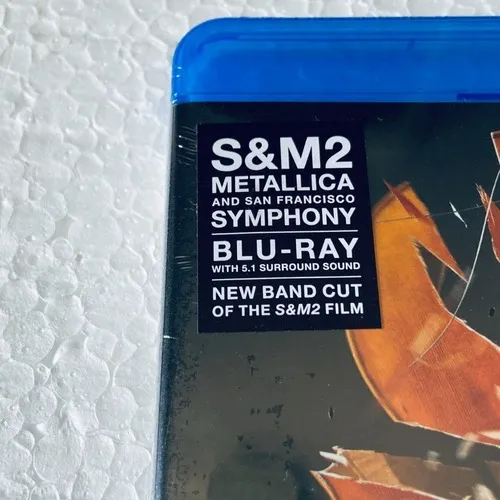 S&M2
METALLICA
AND SAN FRANCISCO
SYMPHONY
BLU-RAY
WITH 5.1 SURROUND SOUND
NEW BAND CUT
OF THE S&M2 FILM